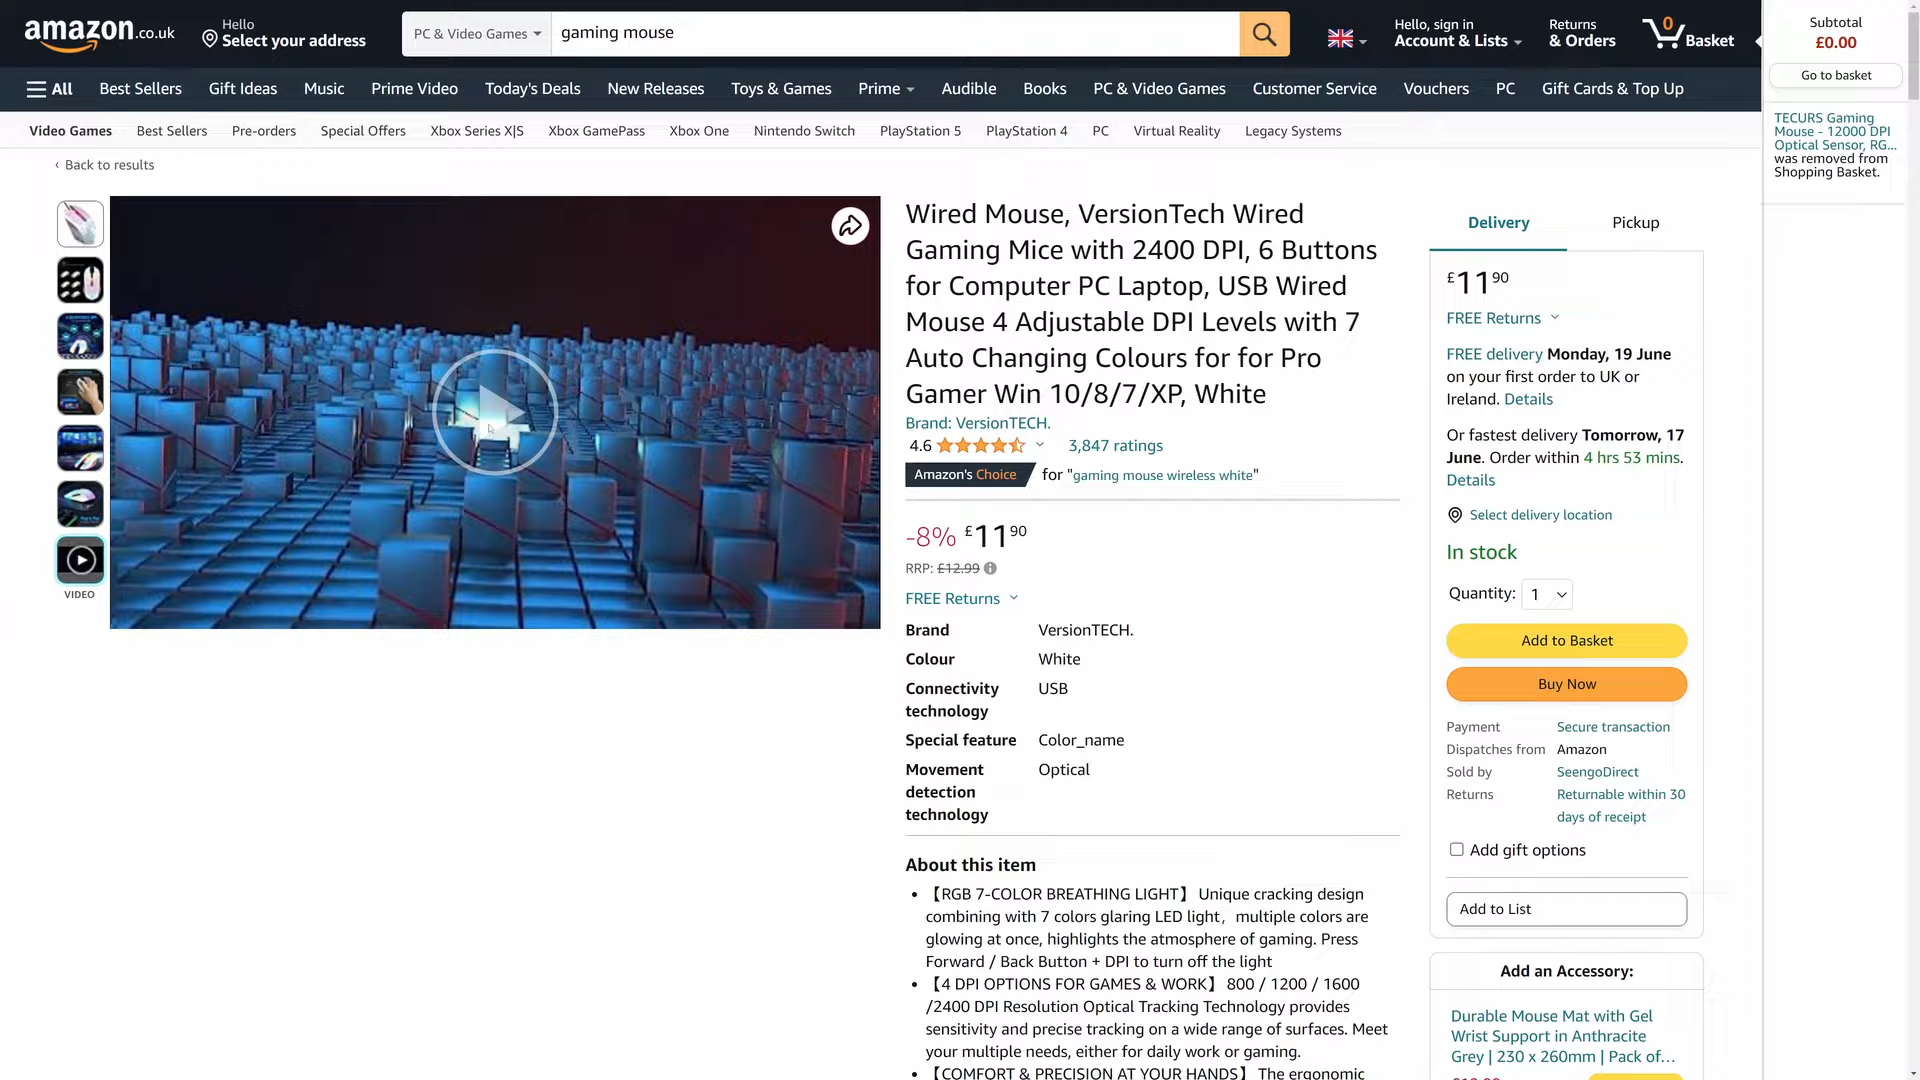 amazon.co.uk
Hello
Select your address
PC & Video Games
gaming mouse
Hello, sign in
Account & Lists
Returns
& Orders
0
Basket
All
Best Sellers
Gift Ideas
Music
Prime Video
Today's Deals
New Releases
Toys & Games
Prime
Audible
Books
PC & Video Games
Customer Service
Vouchers
PC
Gift Cards & Top Up
Video Games
Best Sellers
Pre-orders
Special Offers
Xbox Series X|S
Xbox GamePass
Xbox One
Nintendo Switch
PlayStation 5
PlayStation 4
PC
Virtual Reality
Legacy Systems
‹ Back to results
VIDEO
Wired Mouse, VersionTech Wired
Gaming Mice with 2400 DPI, 6 Buttons
for Computer PC Laptop, USB Wired
Mouse 4 Adjustable DPI Levels with 7
Auto Changing Colours for for Pro
Gamer Win 10/8/7/XP, White
Brand: VersionTECH.
4.6
3,847 ratings
Amazon's Choice for "gaming mouse wireless white"
-8% £11 90
RRP: £12.99
FREE Returns
Brand VersionTECH.
Colour White
Connectivity USB
technology
Special feature Color_name
Movement Optical
detection
technology
About this item
• 【RGB 7-COLOR BREATHING LIGHT】 Unique cracking design
combining with 7 colors glaring LED light，multiple colors are
glowing at once, highlights the atmosphere of gaming. Press
Forward / Back Button + DPI to turn off the light
• 【4 DPI OPTIONS FOR GAMES & WORK】 800 / 1200 / 1600
/2400 DPI Resolution Optical Tracking Technology provides
sensitivity and precise tracking on a wide range of surfaces. Meet
your multiple needs, either for daily work or gaming.
• 【COMFORT & PRECISION AT YOUR HANDS】 The ergonomic
Delivery
Pickup
£11 90
FREE Returns
FREE delivery Monday, 19 June
on your first order to UK or
Ireland. Details
Or fastest delivery Tomorrow, 17
June. Order within 4 hrs 53 mins.
Details
Select delivery location
In stock
Quantity: 1
Add to Basket
Buy Now
Payment Secure transaction
Dispatches from Amazon
Sold by SeengoDirect
Returns Returnable within 30
days of receipt
Add gift options
Add to List
Add an Accessory:
Durable Mouse Mat with Gel
Wrist Support in Anthracite
Grey | 230 x 260mm | Pack of...
Subtotal
£0.00
Go to basket
TECURS Gaming
Mouse - 12000 DPI
Optical Sensor, RG...
was removed from
Shopping Basket.